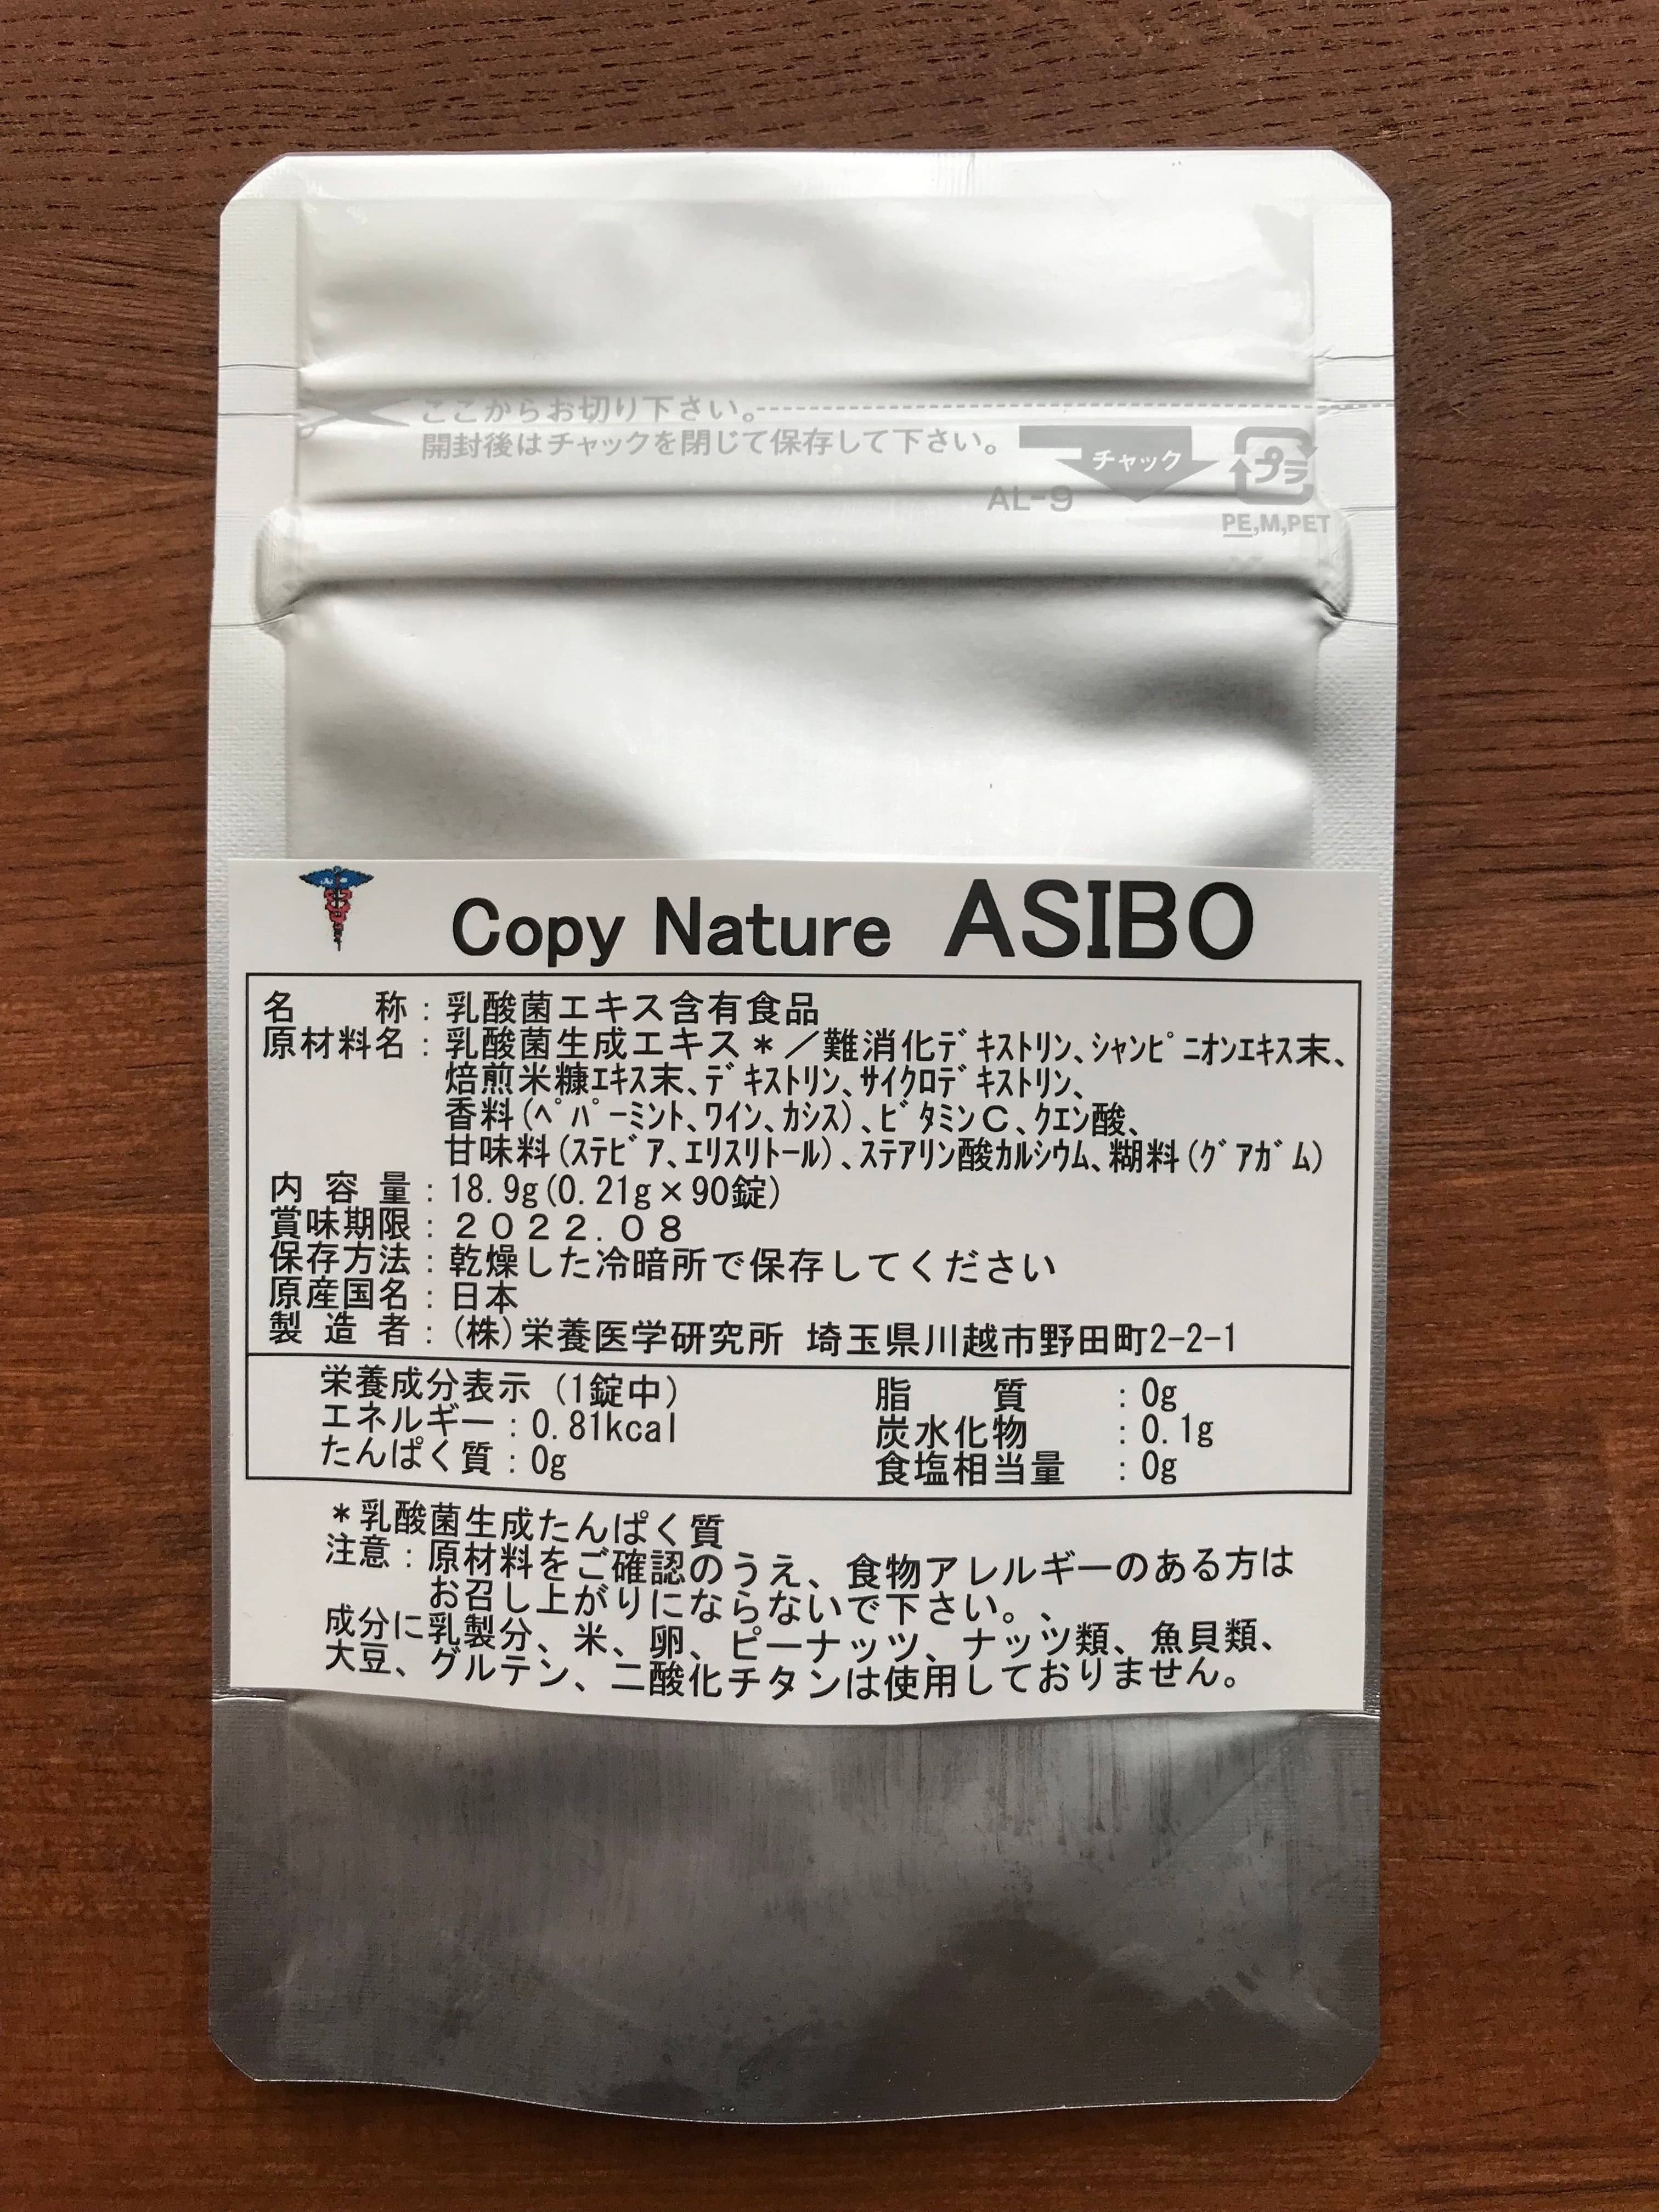 ここからお切り下さい。
開封後はチャックを閉じて保存して下さい。
チャック
プラ
AL-9
PE,M,PET
Copy Nature ASIBO
名　　称：乳酸菌エキス含有食品
原材料名：乳酸菌生成エキス＊／難消化ﾃﾞｷｽﾄﾘﾝ､ｼｬﾝﾋﾟﾆｵﾝｴｷｽ末､
焙煎米糠ｴｷｽ末､ﾃﾞｷｽﾄﾘﾝ､ｻｲｸﾛﾃﾞｷｽﾄﾘﾝ､
香料(ﾍﾟﾊﾟｰﾐﾝﾄ､ﾜｲﾝ､ｶｼｽ)､ﾋﾞﾀﾐﾝＣ､ｸｴﾝ酸､
甘味料(ｽﾃﾋﾞｱ､ｴﾘｽﾘﾄｰﾙ)､ｽﾃｱﾘﾝ酸ｶﾙｼｳﾑ､糊料(ｸﾞｱｶﾞﾑ)
内 容 量：18.9g(0.21g×90錠)
賞味期限：２０２２.０８
保存方法：乾燥した冷暗所で保存してください
原産国名：日本
製 造 者：(株)栄養医学研究所 埼玉県川越市野田町2-2-1
栄養成分表示 (1錠中)
エネルギー：0.81kcal
たんぱく質：0g
脂　　質　：0g
炭水化物　：0.1g
食塩相当量　：0g
＊乳酸菌生成たんぱく質
注意：原材料をご確認のうえ、食物アレルギーのある方は
お召し上がりにならないで下さい。、
成分に乳製分、米、卵、ピーナッツ、ナッツ類、魚貝類、
大豆、グルテン、二酸化チタンは使用しておりません。